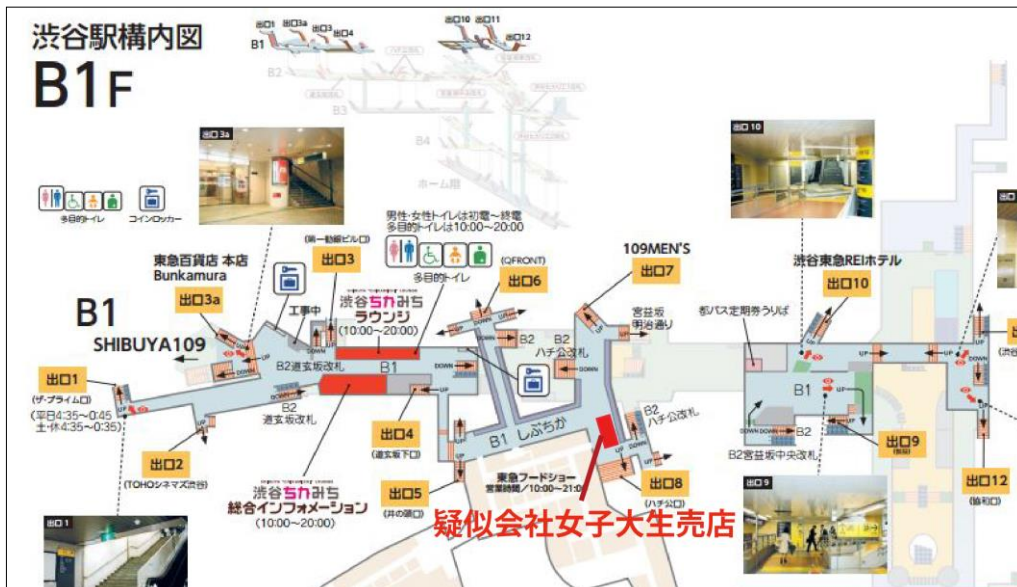 渋谷駅構内図
B1F
出口1
出口3a
出口3
出口4
B1
出口10
出口11
出口12
B2
B3
B4
ホーム階
出口3a
多目的トイレ
コインロッカー
男性・女性トイレは初電~終電
多目的トイレは10:00~20:00
多目的トイレ
出口10
東急百貨店 本店
Bunkamura
出口3a
(第一勧銀ビル口)
出口3
工事中
渋谷ちかみち
ラウンジ
(10:00~20:00)
(QFRONT)
出口6
109MEN'S
出口7
宮益坂
明治通り
渋谷東急REIホテル
出口10
都バス定期券うりば
B1
SHIBUYA109
出口1
(ザ・プライム口)
(平日4:35~0:45
土・休4:35~0:35)
出口2
(TOHOシネマズ渋谷)
B2道玄坂改札
B1
B2
道玄坂改札
B2
B2
ハチ公改札
B2
ハチ公改札
出口4
(道玄坂下口)
渋谷ちかみち
総合インフォメーション
(10:00~20:00)
出口5
(井の頭口)
B1 しぶちか
東急フードショー
営業時間/10:00~21:00
出口8
(ハチ公口)
疑似会社女子大生売店
B1
B2
B2宮益坂中央改札
出口9
出口12
(協和口)
出口1
出口9
UP
DOWN